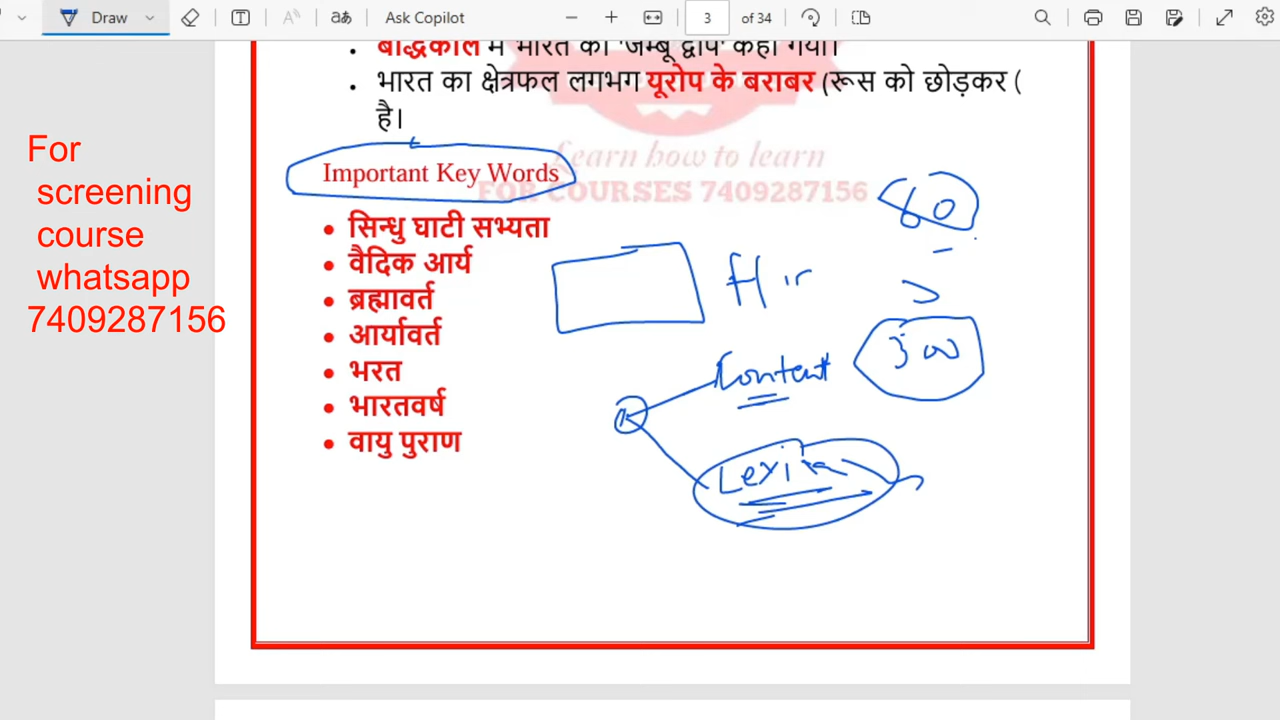 Draw
Ask Copilot
3 of 34
बौद्धकाल में भारत को 'जम्बू द्वीप' कहा गया।
भारत का क्षेत्रफल लगभग यूरोप के बराबर (रूस को छोड़कर (
है।
Learn how to learn
FOR COURSES 7409287156
For
screening
course
whatsapp
7409287156
Important Key Words
सिन्धु घाटी सभ्यता
वैदिक आर्य
ब्रह्मावर्त
आर्यावर्त
भरत
भारतवर्ष
वायु पुराण
60
300
Content